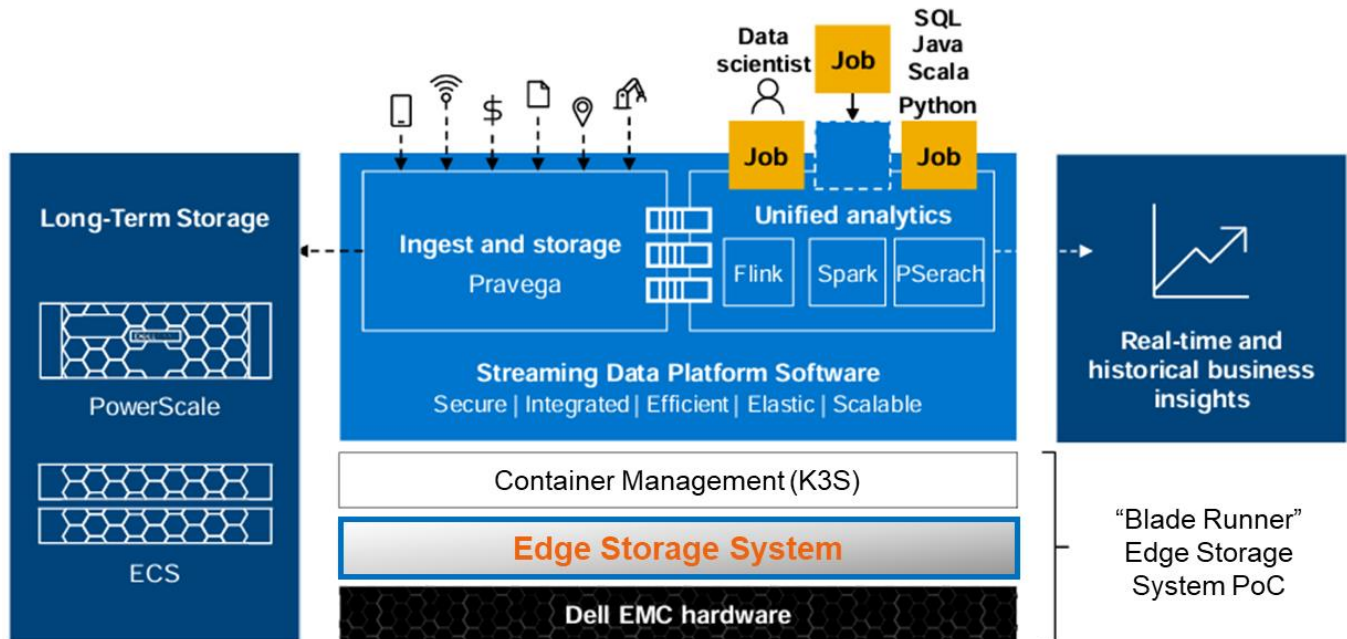 Long-Term Storage
PowerScale
ECS
Data
scientist
Job
SQL
Java
Scala
Python
Job
Job
Ingest and storage
Pravega
Unified analytics
Flink
Spark
PSerach
Streaming Data Platform Software
Secure | Integrated | Efficient | Elastic | Scalable
Real-time and
historical business
insights
Container Management (K3S)
Edge Storage System
Dell EMC hardware
“Blade Runner”
Edge Storage
System PoC